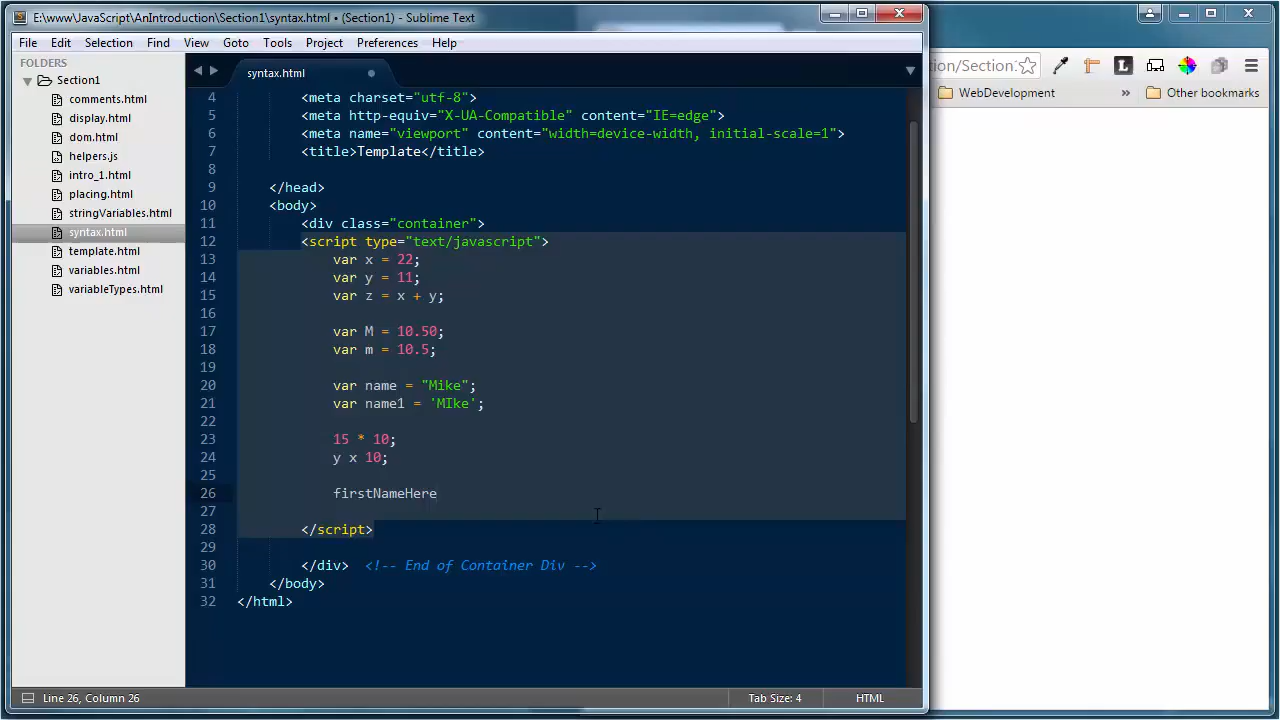 E:\www\JavaScript\AnIntroduction\Section1\syntax.html • (Section1) - Sublime Text
File Edit Selection Find View Goto Tools Project Preferences Help
FOLDERS
Section1
comments.html
display.html
dom.html
helpers.js
intro_1.html
placing.html
stringVariables.html
syntax.html
template.html
variables.html
variableTypes.html
syntax.html
4 <meta charset="utf-8">
5 <meta http-equiv="X-UA-Compatible" content="IE=edge">
6 <meta name="viewport" content="width=device-width, initial-scale=1">
7 <title>Template</title>
8
9 </head>
10 <body>
11 <div class="container">
12 <script type="text/javascript">
13 var x = 22;
14 var y = 11;
15 var z = x + y;
16
17 var M = 10.50;
18 var m = 10.5;
19
20 var name = "Mike";
21 var name1 = 'MIke';
22
23 15 * 10;
24 y x 10;
25
26 firstNameHere
27
28 </script>
29
30 </div> <!-- End of Container Div -->
31 </body>
32 </html>
Line 26, Column 26 Tab Size: 4 HTML
ion/Section
WebDevelopment » Other bookmarks